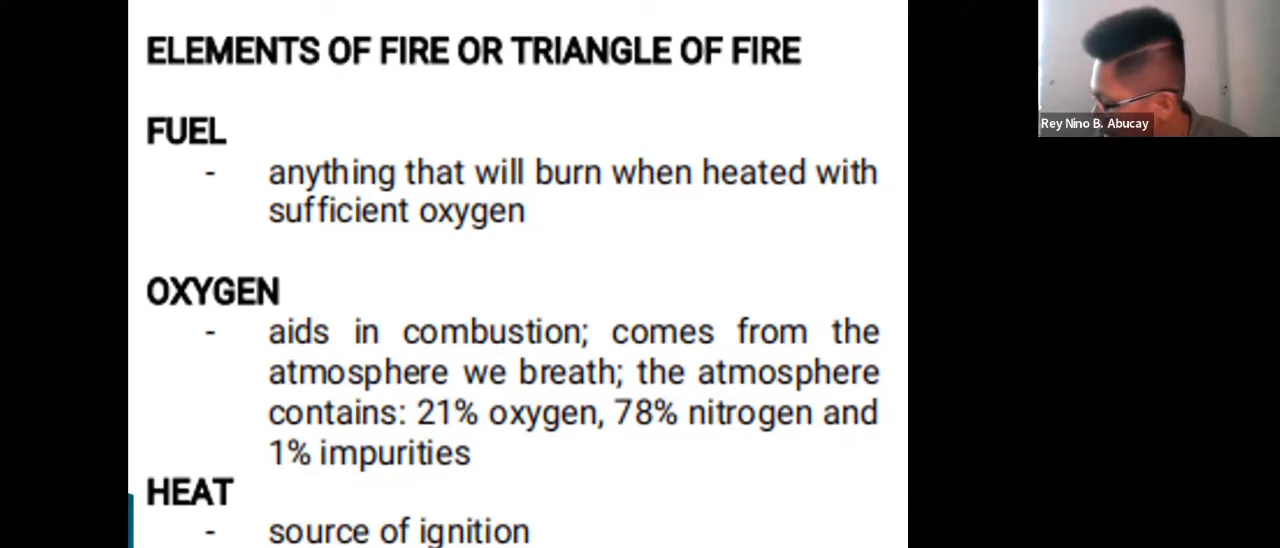 ELEMENTS OF FIRE OR TRIANGLE OF FIRE
FUEL
- anything that will burn when heated with
sufficient oxygen
OXYGEN
- aids in combustion; comes from the
atmosphere we breath; the atmosphere
contains: 21% oxygen, 78% nitrogen and
1% impurities
HEAT
- source of ignition
Rey Nino B. Abucay